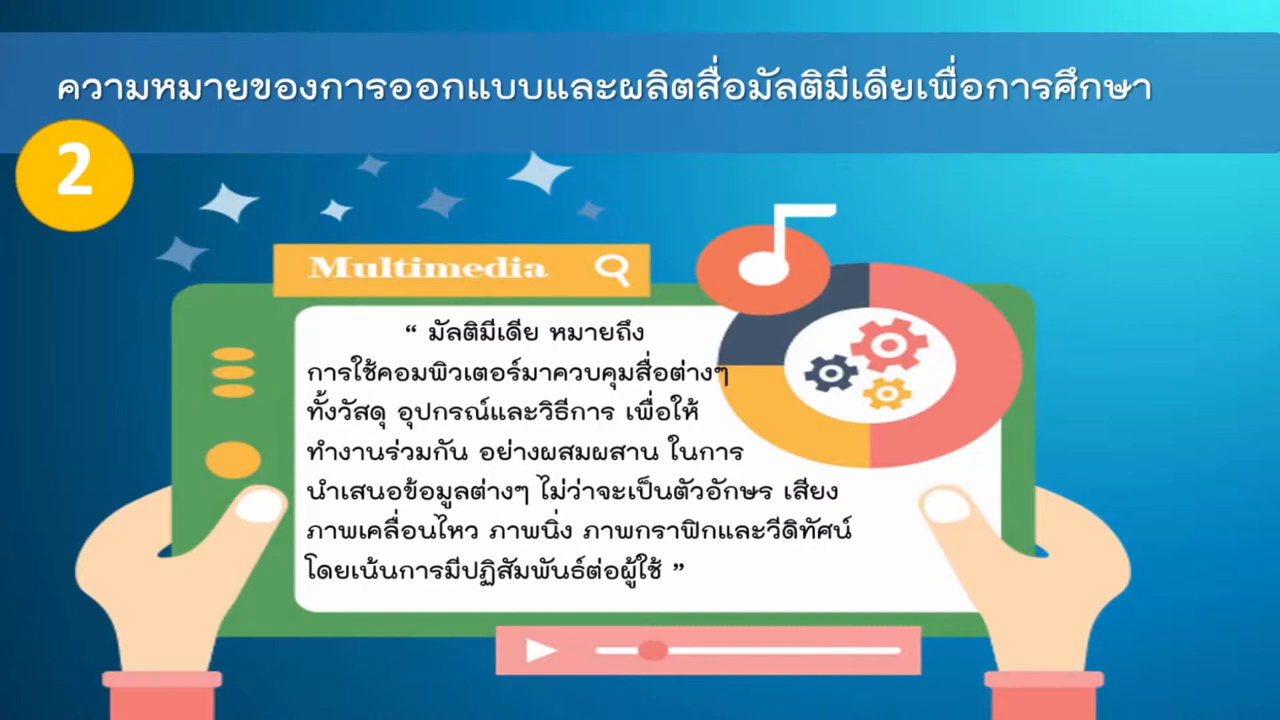 ความหมายของการออกแบบและผลิตสื่อมัลติมีเดียเพื่อการศึกษา
2
Multimedia
“ มัลติมีเดีย หมายถึง
การใช้คอมพิวเตอร์มาควบคุมสื่อต่างๆ
ทั้งวัสดุ อุปกรณ์และวิธีการ เพื่อให้
ทำงานร่วมกัน อย่างผสมผสาน ในการ
นำเสนอข้อมูลต่างๆ ไม่ว่าจะเป็นตัวอักษร เสียง
ภาพเคลื่อนไหว ภาพนิ่ง ภาพกราฟิกและวีดิทัศน์
โดยเน้นการมีปฏิสัมพันธ์ต่อผู้ใช้ ”